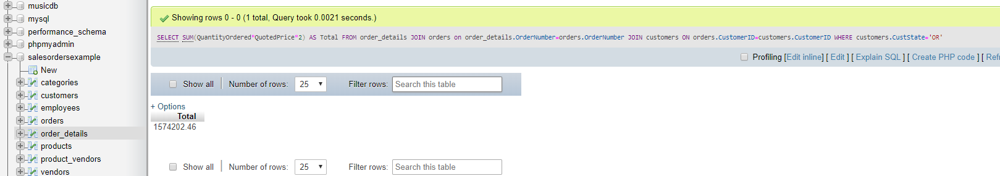 musicdb
mysql
performance_schema
phpmyadmin
salesordersexample
New
categories
customers
employees
orders
order_details
products
product_vendors
vendors
Showing rows 0 - 0 (1 total, Query took 0.0021 seconds.)
SELECT SUM(QuantityOrdered*QuotedPrice*2) AS Total FROM order_details JOIN orders on order_details.OrderNumber=orders.OrderNumber JOIN customers ON orders.CustomerID=customers.CustomerID WHERE customers.CustState='OR'
Profiling [Edit inline] [ Edit ] [ Explain SQL ] [ Create PHP code ] [ Refr
Show all Number of rows: 25 Filter rows: Search this table
+ Options
Total
1574202.46
Show all Number of rows: 25 Filter rows: Search this table